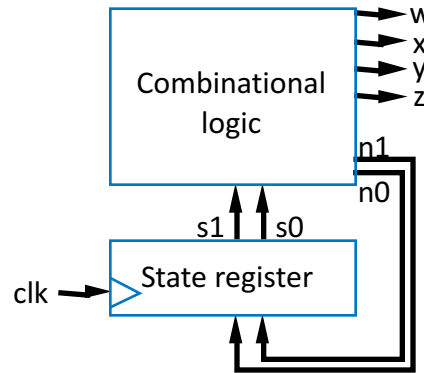 w
x
y
z
Combinational
logic
n1
n0
s1 s0
State register
clk